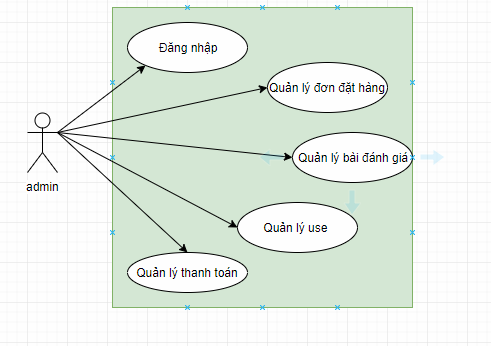 Đăng nhập
Quản lý đơn đặt hàng
Quản lý bài đánh giá
admin
Quản lý use
Quản lý thanh toán